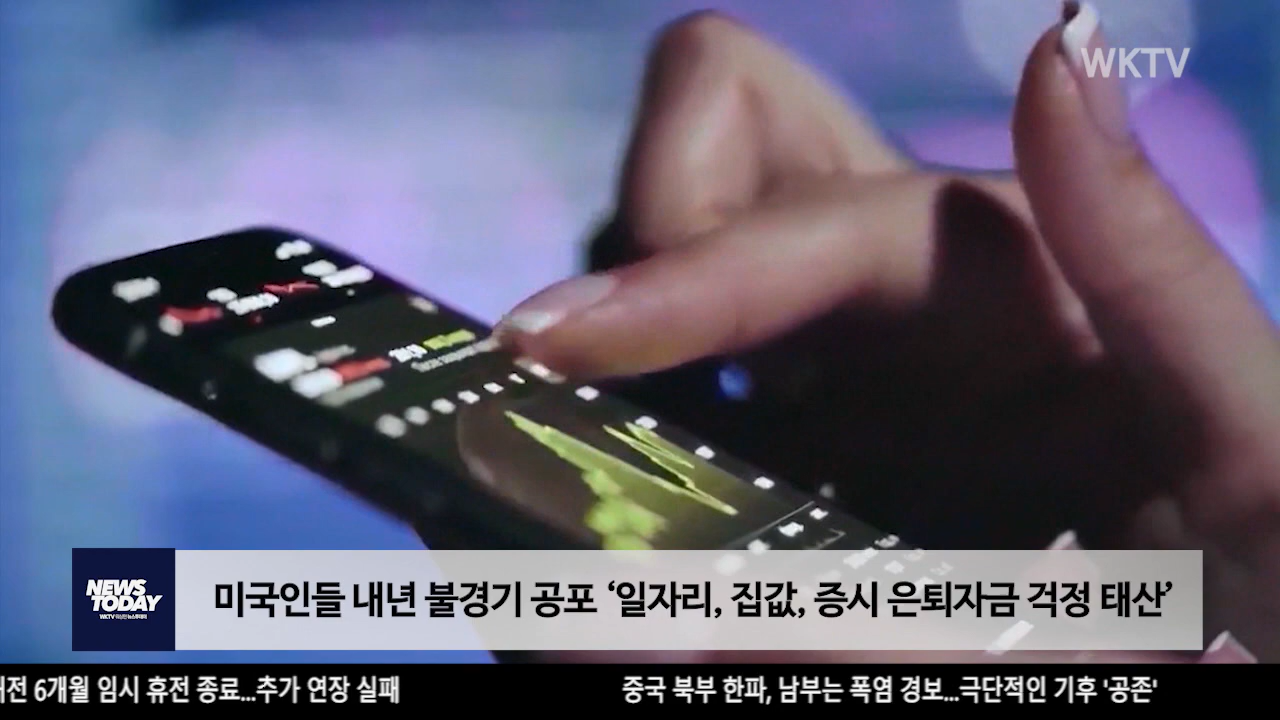 WKTV
NEWS
TODAY
미국인들 내년 불경기 공포 ‘일자리, 집값, 증시 은퇴자금 걱정 태산’
6개월 임시 휴전 종료...추가 연장 실패
중국 북부 한파, 남부는 폭염 경보...극단적인 기후 '공존'